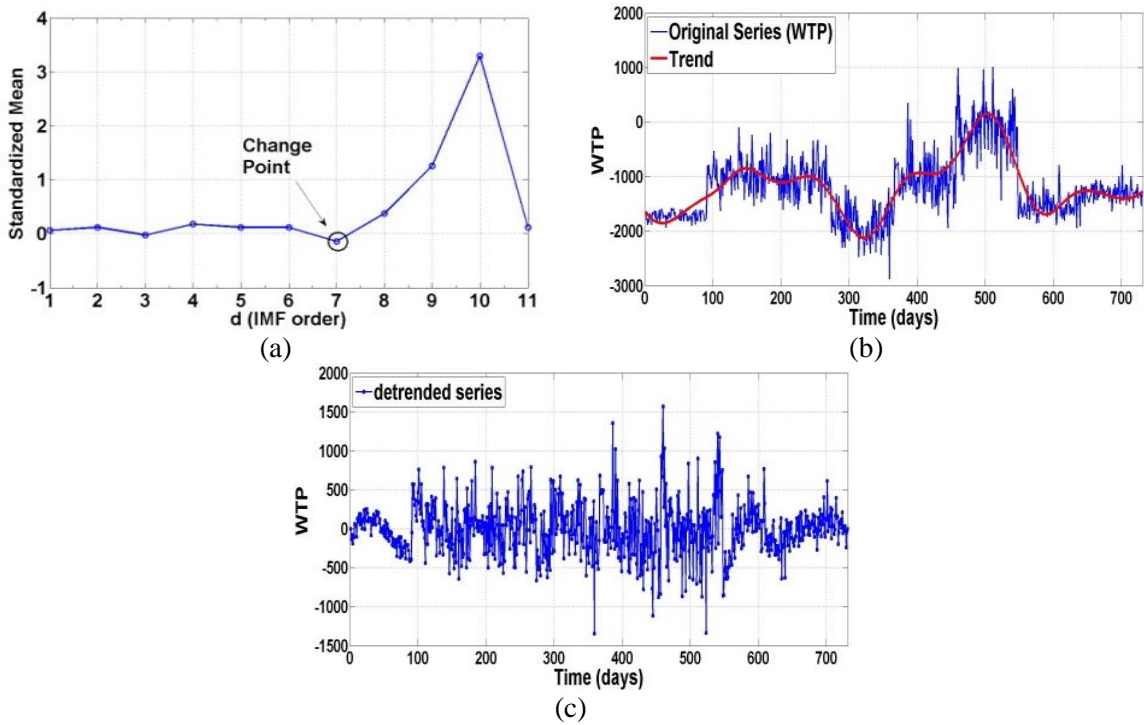 4
3
2
1
0
-1
Standardized Mean
Change
Point
1 2 3 4 5 6 7 8 9 10 11
d (IMF order)
(a)
2000
1000
0
-1000
-2000
-3000
WTP
Original Series (WTP)
Trend
0 100 200 300 400 500 600 700
Time (days)
(b)
2000
1500
1000
500
0
-500
-1000
-1500
WTP
detrended series
0 100 200 300 400 500 600 700
Time (days)
(c)